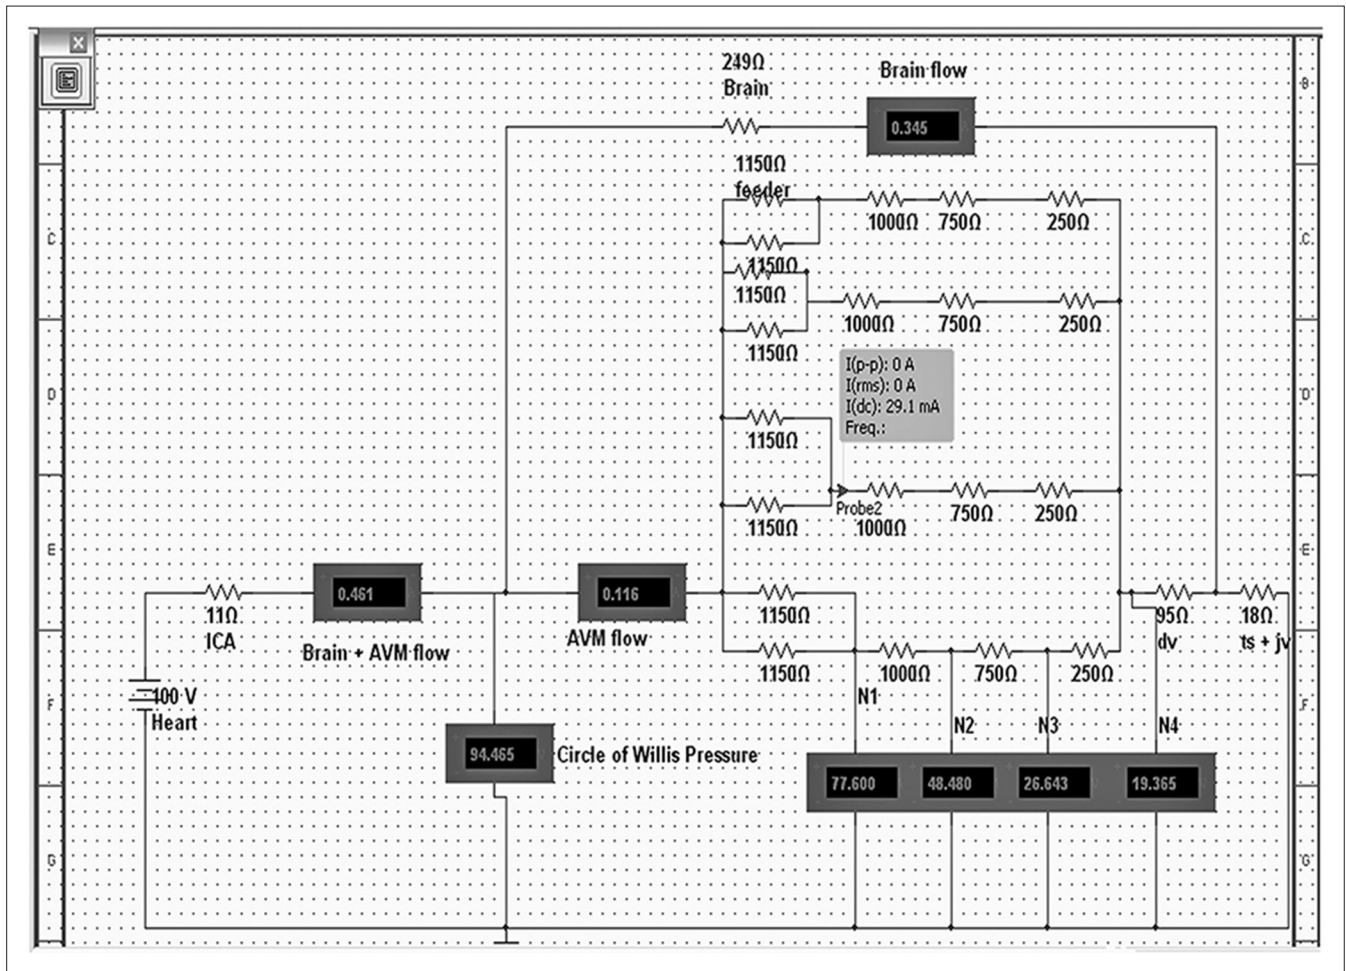 249Ω
Brain
Brain flow
0.345
B
1150Ω
feeder
1000Ω
750Ω
250Ω
C
C
1150Ω
1150Ω
1000Ω
750Ω
250Ω
1150Ω
I(p-p): 0 A
I(rms): 0 A
I(dc): 29.1 mA
Freq.:
D
D
1150Ω
Probe2
1000Ω
750Ω
250Ω
1150Ω
E
E
11Ω
ICA
0.461
Brain + AVM flow
0.116
AVM flow
1150Ω
95Ω
dv
18Ω
ts + jv
1150Ω
1000Ω
750Ω
250Ω
100 V
Heart
F
F
N1
N2
N3
N4
94.465
Circle of Willis Pressure
77.600
48.480
26.643
19.365
G
G